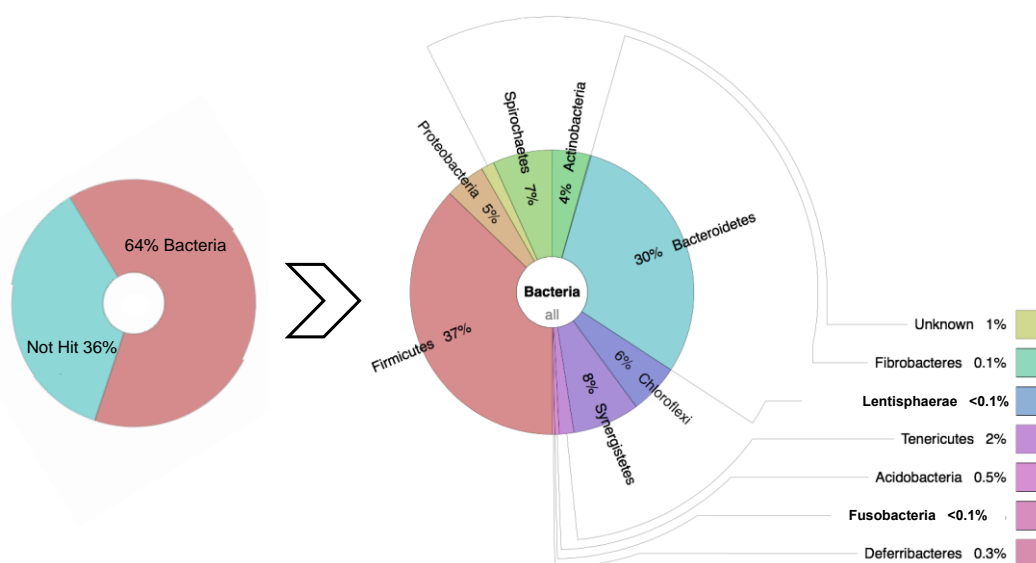 64% Bacteria
Not Hit 36%
Proteobacteria 5%
Spirochaetes 7%
4% Actinobacteria
30% Bacteroidetes
Bacteria
all
Firmicutes 37%
6% Chloroflexi
8% Synergistetes
Unknown 1%
Fibrobacteres 0.1%
Lentisphaerae <0.1%
Tenericutes 2%
Acidobacteria 0.5%
Fusobacteria <0.1%
Deferribacteres 0.3%